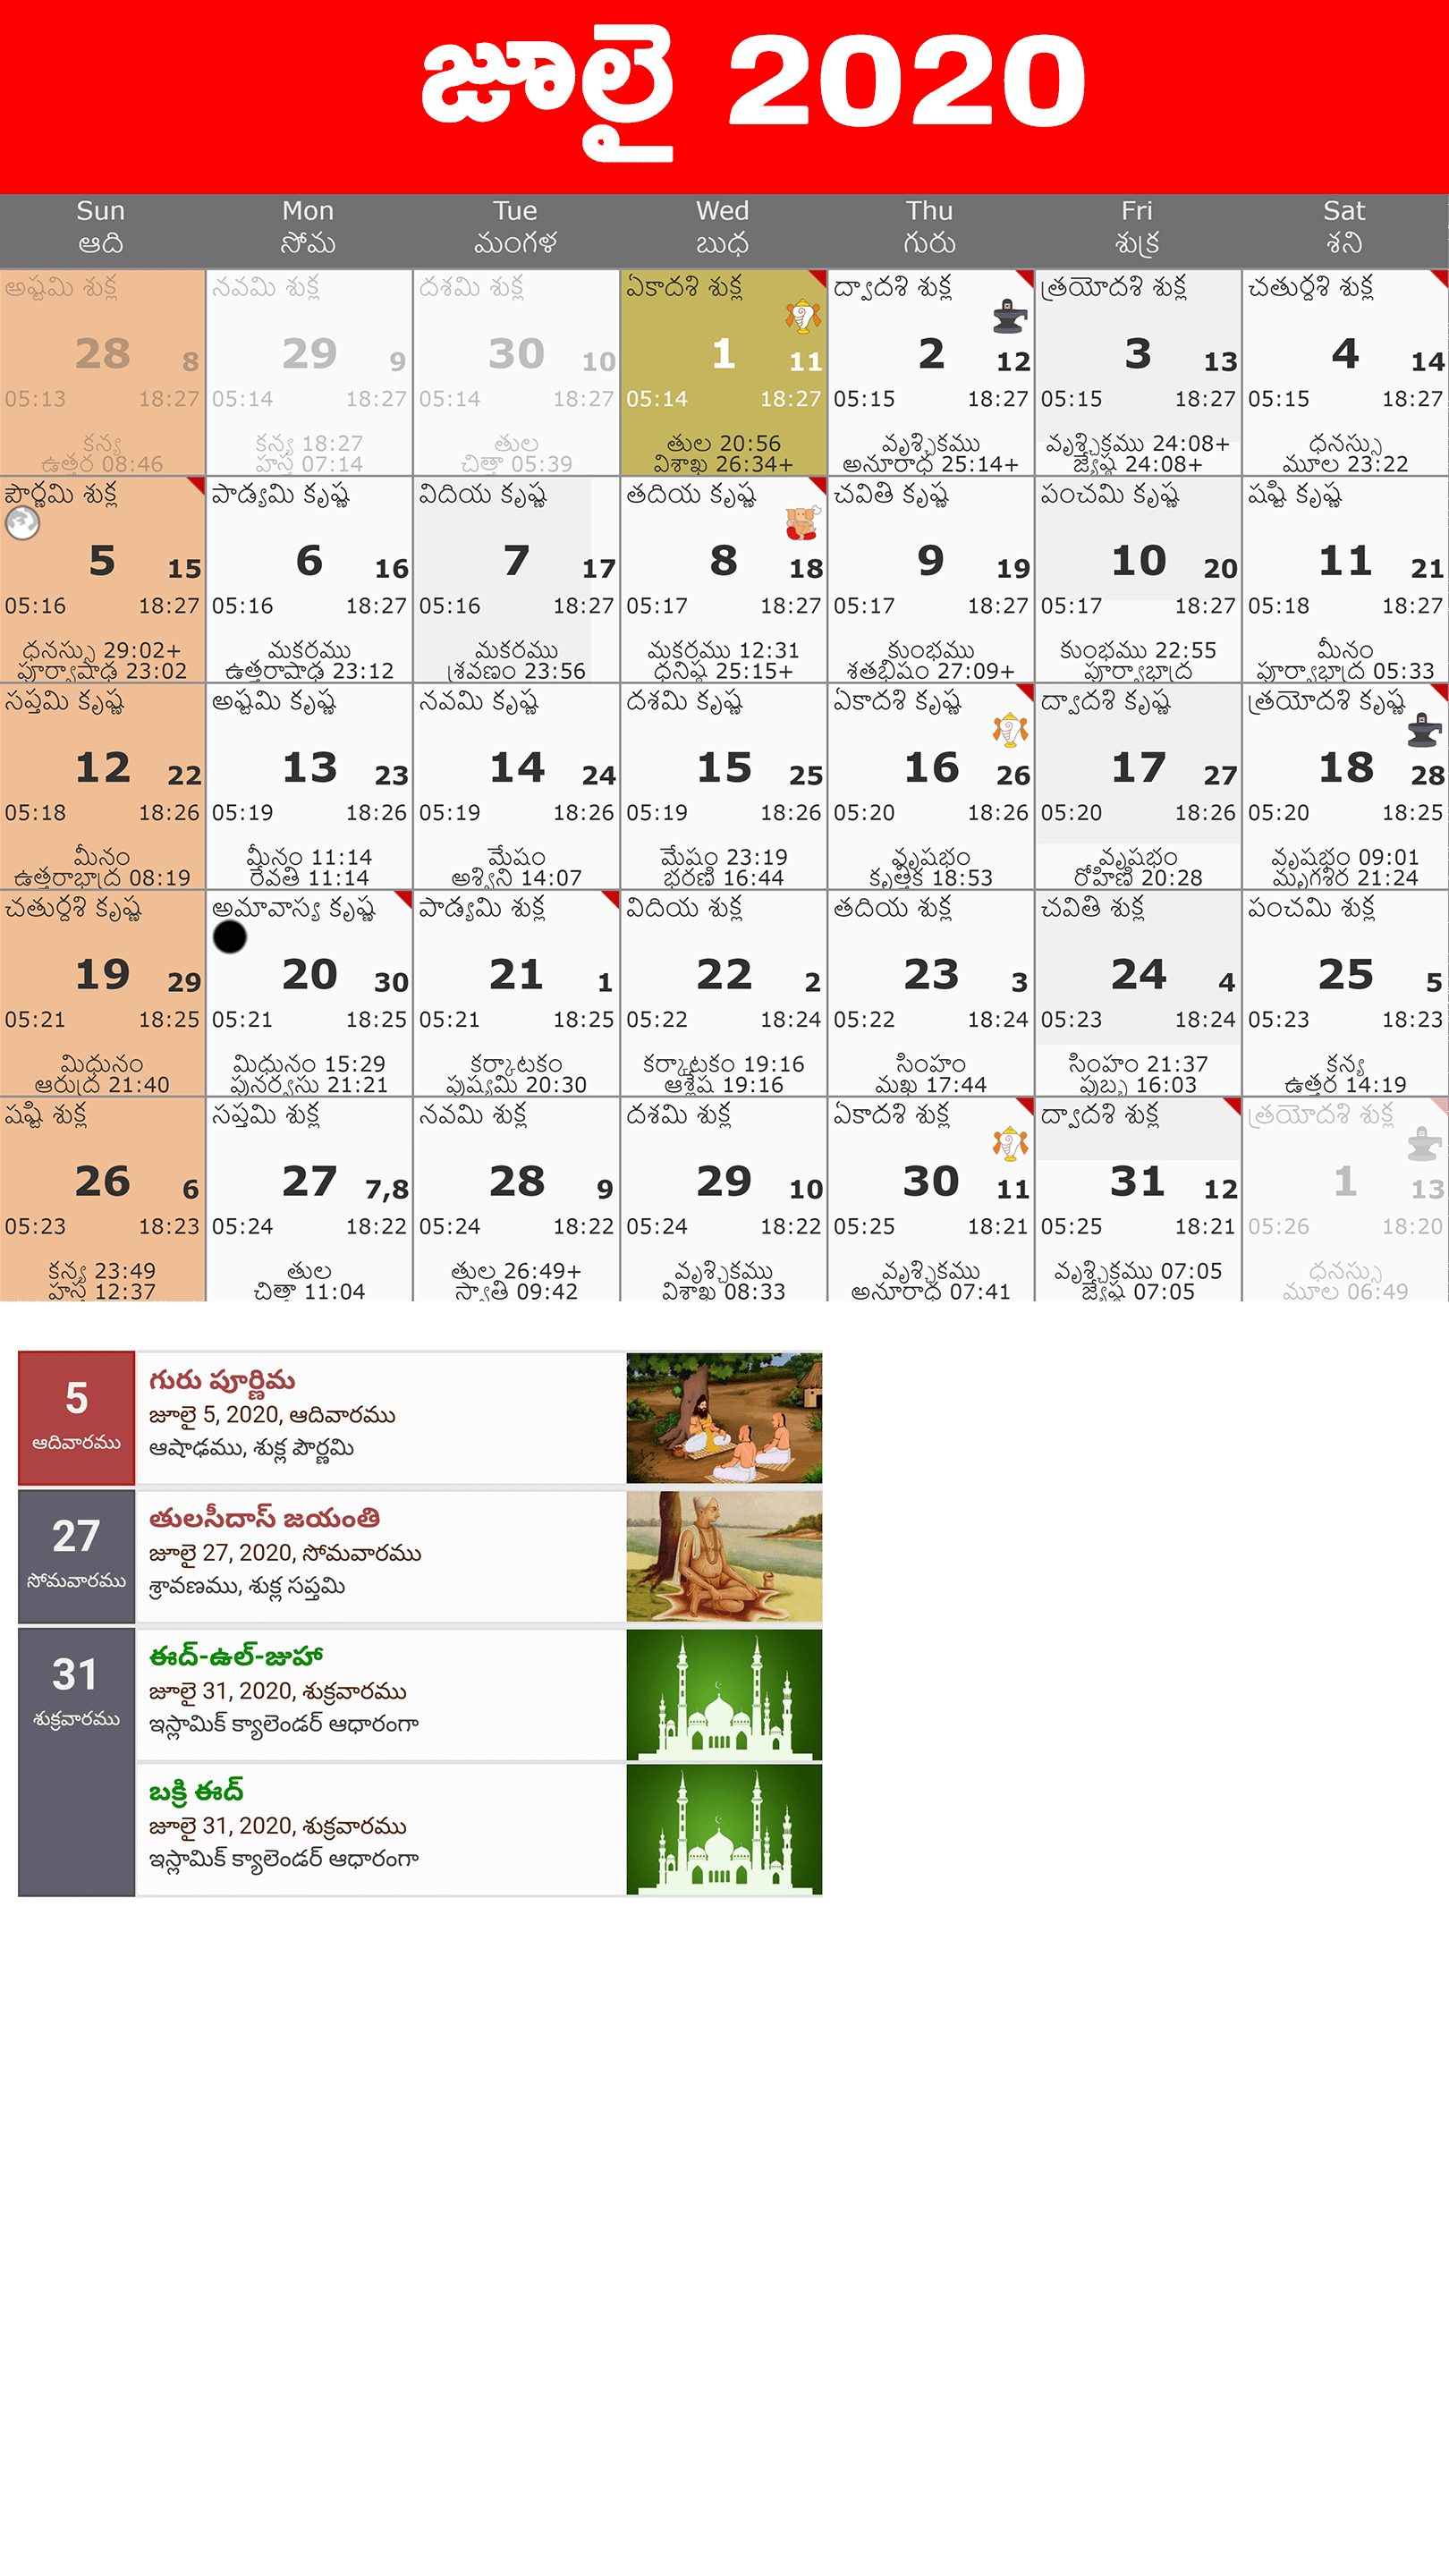 జూలై 2020
Sun Mon Tue Wed Thu Fri Sat
ఆది సోమ మంగళ బుధ గురు శుక్ర శని
అష్టమి శుక్ల నవమి శుక్ల దశమి శుక్ల ఏకాదశి శుక్ల ద్వాదశి శుక్ల త్రయోదశి శుక్ల చతుర్దశి శుక్ల
28 8 29 9 30 10 1 11 2 12 3 13 4 14
05:13 18:27 05:14 18:27 05:14 18:27 05:14 18:27 05:15 18:27 05:15 18:27 05:15 18:27
కన్య కన్య 18:27 తుల తుల 20:56 వృశ్చికము వృశ్చికము 24:08+ ధనస్సు
ఉత్తర 08:46 హస్త 07:14 చిత్తా 05:39 విశాఖ 26:34+ అనూరాధ 25:14+ జ్యేష్ఠ 24:08+ మూల 23:22
పౌర్ణమి శుక్ల పాడ్యమి కృష్ణ విదియ కృష్ణ తదియ కృష్ణ చవితి కృష్ణ పంచమి కృష్ణ షష్టి కృష్ణ
5 15 6 16 7 17 8 18 9 19 10 20 11 21
05:16 18:27 05:16 18:27 05:16 18:27 05:17 18:27 05:17 18:27 05:17 18:27 05:18 18:27
ధనస్సు 29:02+ మకరము మకరము మకరము 12:31 కుంభము కుంభము 22:55 మీనం
పూర్వాషాఢ 23:02 ఉత్తరాషాఢ 23:12 శ్రవణం 23:56 ధనిష్ఠ 25:15+ శతభిషం 27:09+ పూర్వాభాద్ర పూర్వాభాద్ర 05:33
సప్తమి కృష్ణ అష్టమి కృష్ణ నవమి కృష్ణ దశమి కృష్ణ ఏకాదశి కృష్ణ ద్వాదశి కృష్ణ త్రయోదశి కృష్ణ
12 22 13 23 14 24 15 25 16 26 17 27 18 28
05:18 18:26 05:19 18:26 05:19 18:26 05:19 18:26 05:20 18:26 05:20 18:26 05:20 18:25
మీనం మీనం 11:14 మేషం మేషం 23:19 వృషభం వృషభం వృషభం 09:01
ఉత్తరాభాద్ర 08:19 రేవతి 11:14 అశ్విని 14:07 భరణి 16:44 కృత్తిక 18:53 రోహిణి 20:28 మృగశిర 21:24
చతుర్దశి కృష్ణ అమావాస్య కృష్ణ పాడ్యమి శుక్ల విదియ శుక్ల తదియ శుక్ల చవితి శుక్ల పంచమి శుక్ల
19 29 20 30 21 1 22 2 23 3 24 4 25 5
05:21 18:25 05:21 18:25 05:21 18:25 05:22 18:24 05:22 18:24 05:23 18:24 05:23 18:23
మిధునం మిధునం 15:29 కర్కాటకం కర్కాటకం 19:16 సింహం సింహం 21:37 కన్య
ఆరుద్ర 21:40 పునర్వసు 21:21 పుష్యమి 20:30 ఆశ్లేష 19:16 మఖ 17:44 పుబ్బ 16:03 ఉత్తర 14:19
షష్టి శుక్ల సప్తమి శుక్ల నవమి శుక్ల దశమి శుక్ల ఏకాదశి శుక్ల ద్వాదశి శుక్ల త్రయోదశి శుక్ల
26 6 27 7,8 28 9 29 10 30 11 31 12 1 13
05:23 18:23 05:24 18:22 05:24 18:22 05:24 18:22 05:25 18:21 05:25 18:21 05:26 18:20
కన్య 23:49 తుల తుల 26:49+ వృశ్చికము వృశ్చికము వృశ్చికము 07:05 ధనస్సు
హస్త 12:37 చిత్తా 11:04 స్వాతి 09:42 విశాఖ 08:33 అనూరాధ 07:41 జ్యేష్ఠ 07:05 మూల 06:49
5
ఆదివారము
గురు పూర్ణిమ
జూలై 5, 2020, ఆదివారము
ఆషాఢము, శుక్ల పౌర్ణమి
27
సోమవారము
తులసీదాస్ జయంతి
జూలై 27, 2020, సోమవారము
శ్రావణము, శుక్ల సప్తమి
31
శుక్రవారము
ఈద్-ఉల్-జుహా
జూలై 31, 2020, శుక్రవారము
ఇస్లామిక్ క్యాలెండర్ ఆధారంగా
బక్రి ఈద్
జూలై 31, 2020, శుక్రవారము
ఇస్లామిక్ క్యాలెండర్ ఆధారంగా